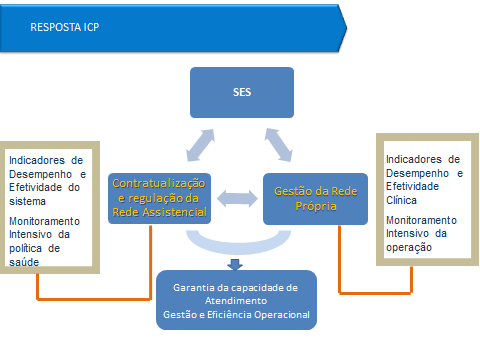 RESPOSTA ICP
SES
Indicadores de
Desempenho e
Efetividade do
sistema
Monitoramento
Intensivo da
política de
saúde
Contratualização
e regulação da
Rede Assistencial
Gestão da Rede
Própria
Indicadores de
Desempenho e
Efetividade
Clínica
Monitoramento
Intensivo da
operação
Garantia da capacidade de
Atendimento
Gestão e Eficiência Operacional